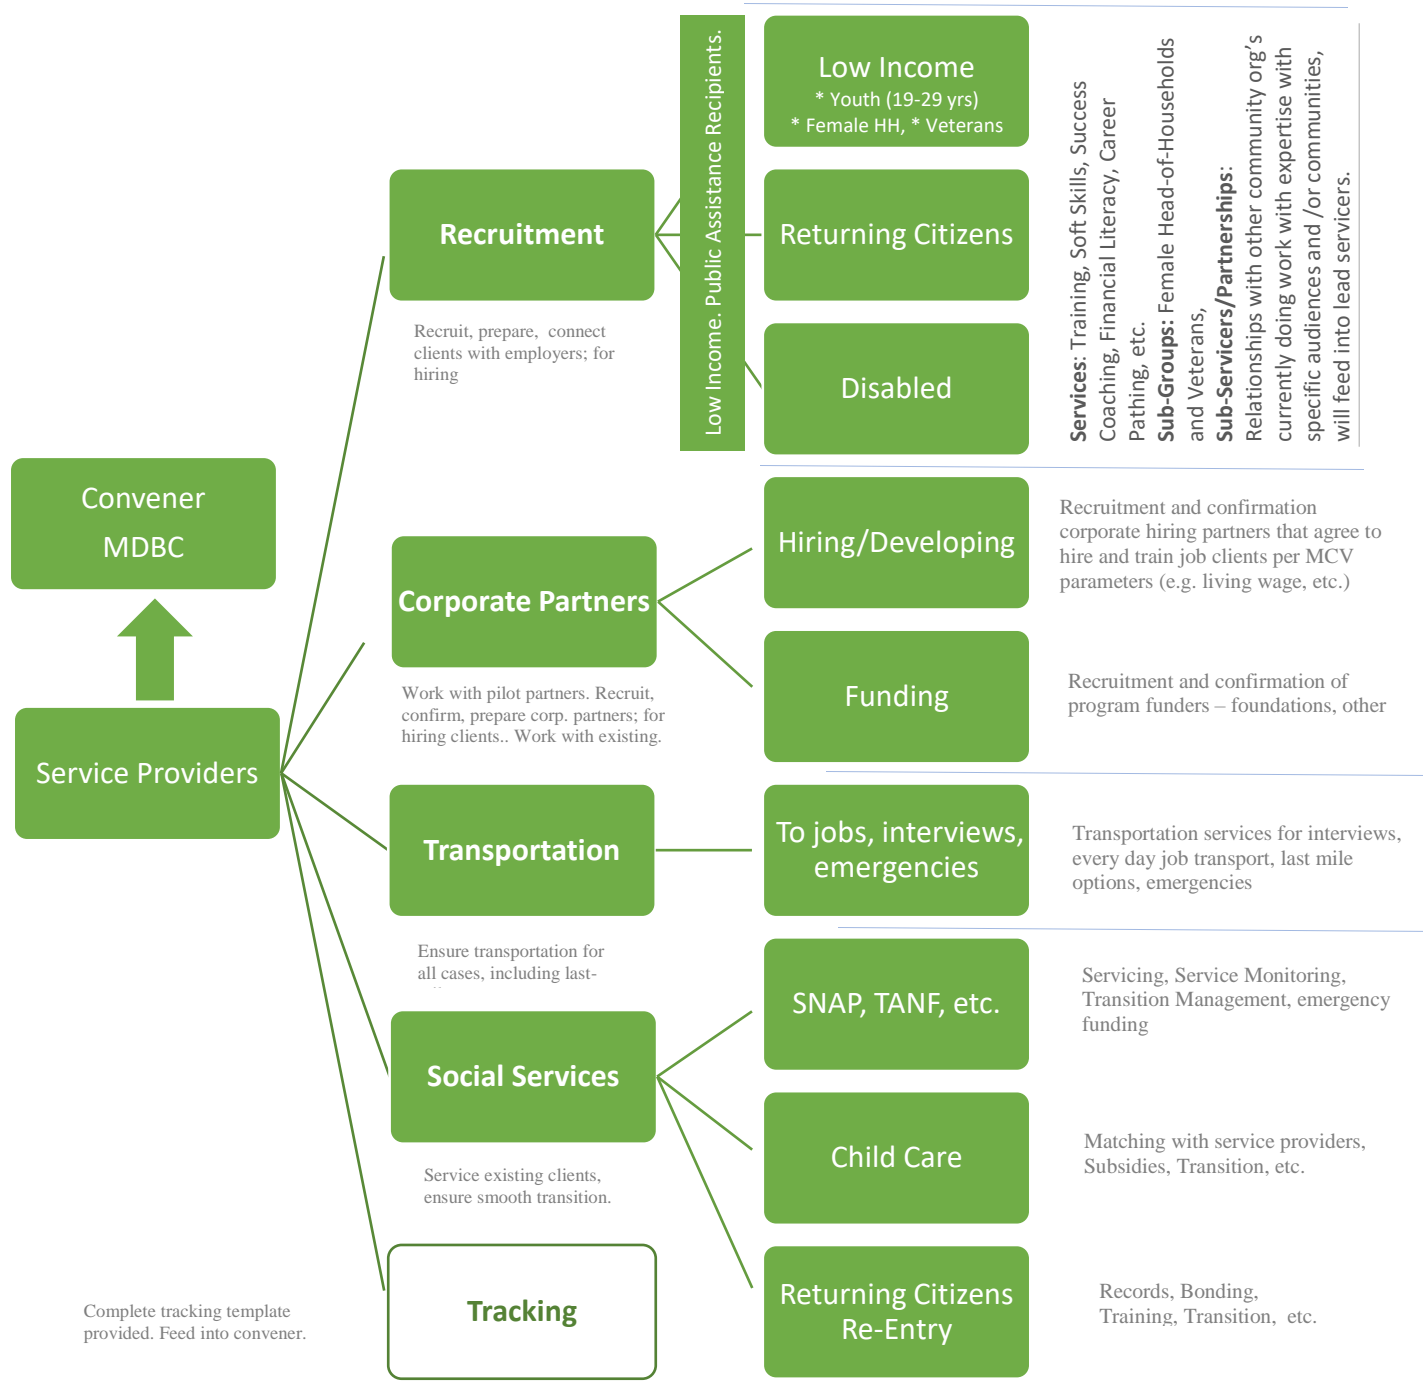 Convener
MDBC
Service Providers
Recruitment
Recruit, prepare,  connect
clients with employers; for
hiring
Low Income. Public Assistance Recipients.
Low Income
* Youth (19-29 yrs)
* Female HH, * Veterans
Returning Citizens
Disabled
Services: Training, Soft Skills, Success
Coaching, Financial Literacy, Career
Pathing, etc.
Sub-Groups: Female Head-of-Households
and Veterans,
Sub-Servicers/Partnerships:
Relationships with other community org's
currently doing work with expertise with
specific audiences and /or communities,
will feed into lead servicers.
Corporate Partners
Work with pilot partners. Recruit,
confirm, prepare corp. partners; for
hiring clients.. Work with existing.
Hiring/Developing
Recruitment and confirmation
corporate hiring partners that agree to
hire and train job clients per MCV
parameters (e.g. living wage, etc.)
Funding
Recruitment and confirmation of
program funders – foundations, other
Transportation
Ensure transportation for
all cases, including last-
To jobs, interviews,
emergencies
Transportation services for interviews,
every day job transport, last mile
options, emergencies
Social Services
Service existing clients,
ensure smooth transition.
SNAP, TANF, etc.
Servicing, Service Monitoring,
Transition Management, emergency
funding
Child Care
Matching with service providers,
Subsidies, Transition, etc.
Returning Citizens
Re-Entry
Records, Bonding,
Training, Transition,  etc.
Tracking
Complete tracking template
provided. Feed into convener.